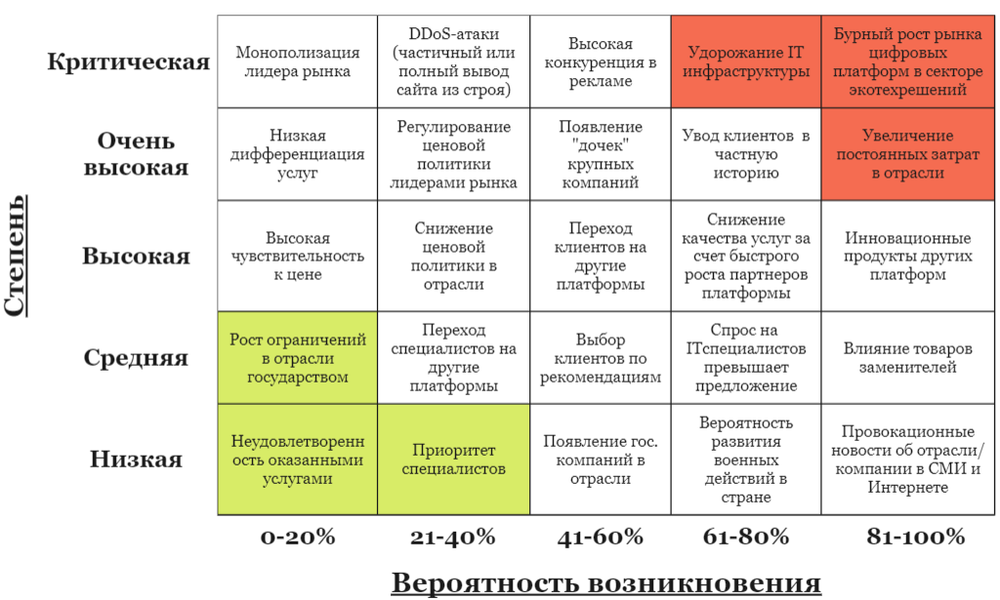 Степень
Критическая
Монополизация
лидера рынка
DDoS-атаки
(частичный или
полный вывод
сайта из строя)
Высокая
конкуренция в
рекламе
Удорожание IT
инфраструктуры
Бурный рост рынка
цифровых
платформ в секторе
экотехрешений
Очень
высокая
Низкая
дифференциация
услуг
Регулирование
ценовой
политики
лидерами рынка
Появление
"дочек"
крупных
компаний
Увод клиентов в
частную
историю
Увеличение
постоянных затрат
в отрасли
Высокая
Высокая
чувствительность
к цене
Снижение
ценовой
политики в
отрасли
Переход
клиентов на
другие
платформы
Снижение
качества услуг за
счет быстрого
роста партнеров
платформы
Инновационные
продукты других
платформ
Средняя
Рост ограничений
в отрасли
государством
Переход
специалистов на
другие
платформы
Выбор
клиентов по
рекомендациям
Спрос на
ITспециалистов
превышает
предложение
Влияние товаров
заменителей
Низкая
Неудовлетворенн
ость оказанными
услугами
Приоритет
специалистов
Появление гос.
компаний в
отрасли
Вероятность
развития
военных
действий в
стране
Провокационные
новости об отрасли/
компании в СМИ и
Интернете
0-20%
21-40%
41-60%
61-80%
81-100%
Вероятность возникновения